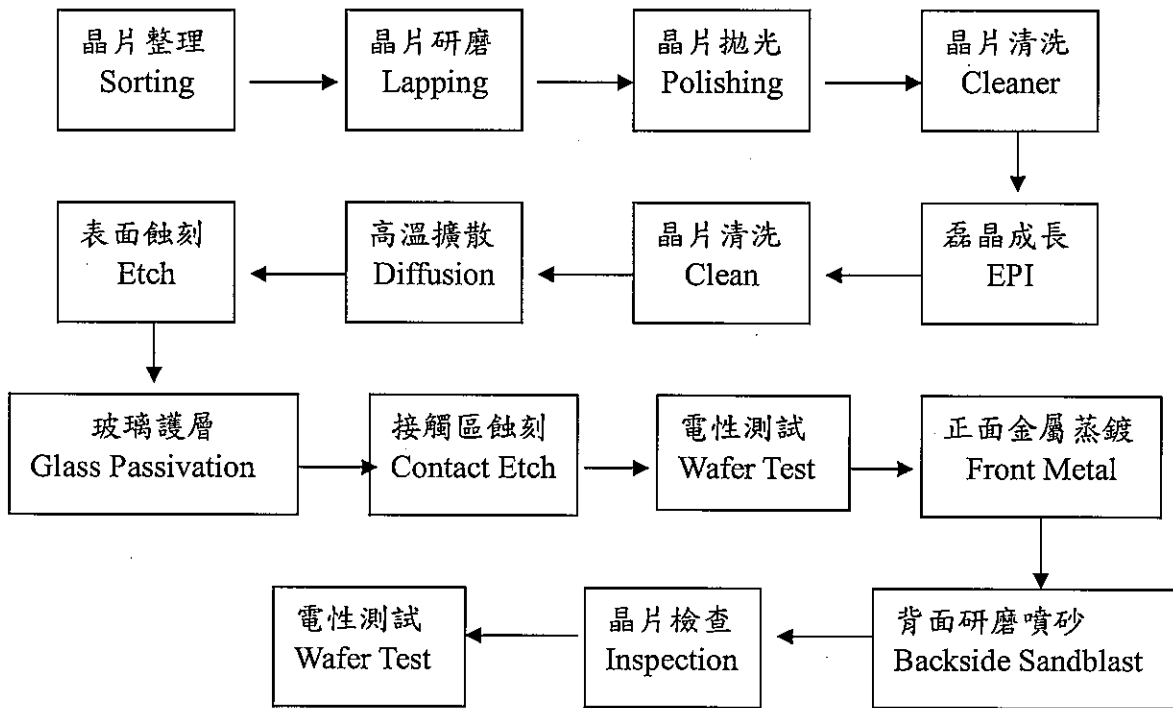 晶片整理
Sorting
晶片研磨
Lapping
晶片拋光
Polishing
晶片清洗
Cleaner
磊晶成長
EPI
晶片清洗
Clean
高溫擴散
Diffusion
表面蝕刻
Etch
玻璃護層
Glass Passivation
接觸區蝕刻
Contact Etch
電性測試
Wafer Test
正面金屬蒸鍍
Front Metal
背面研磨噴砂
Backside Sandblast
晶片檢查
Inspection
電性測試
Wafer Test